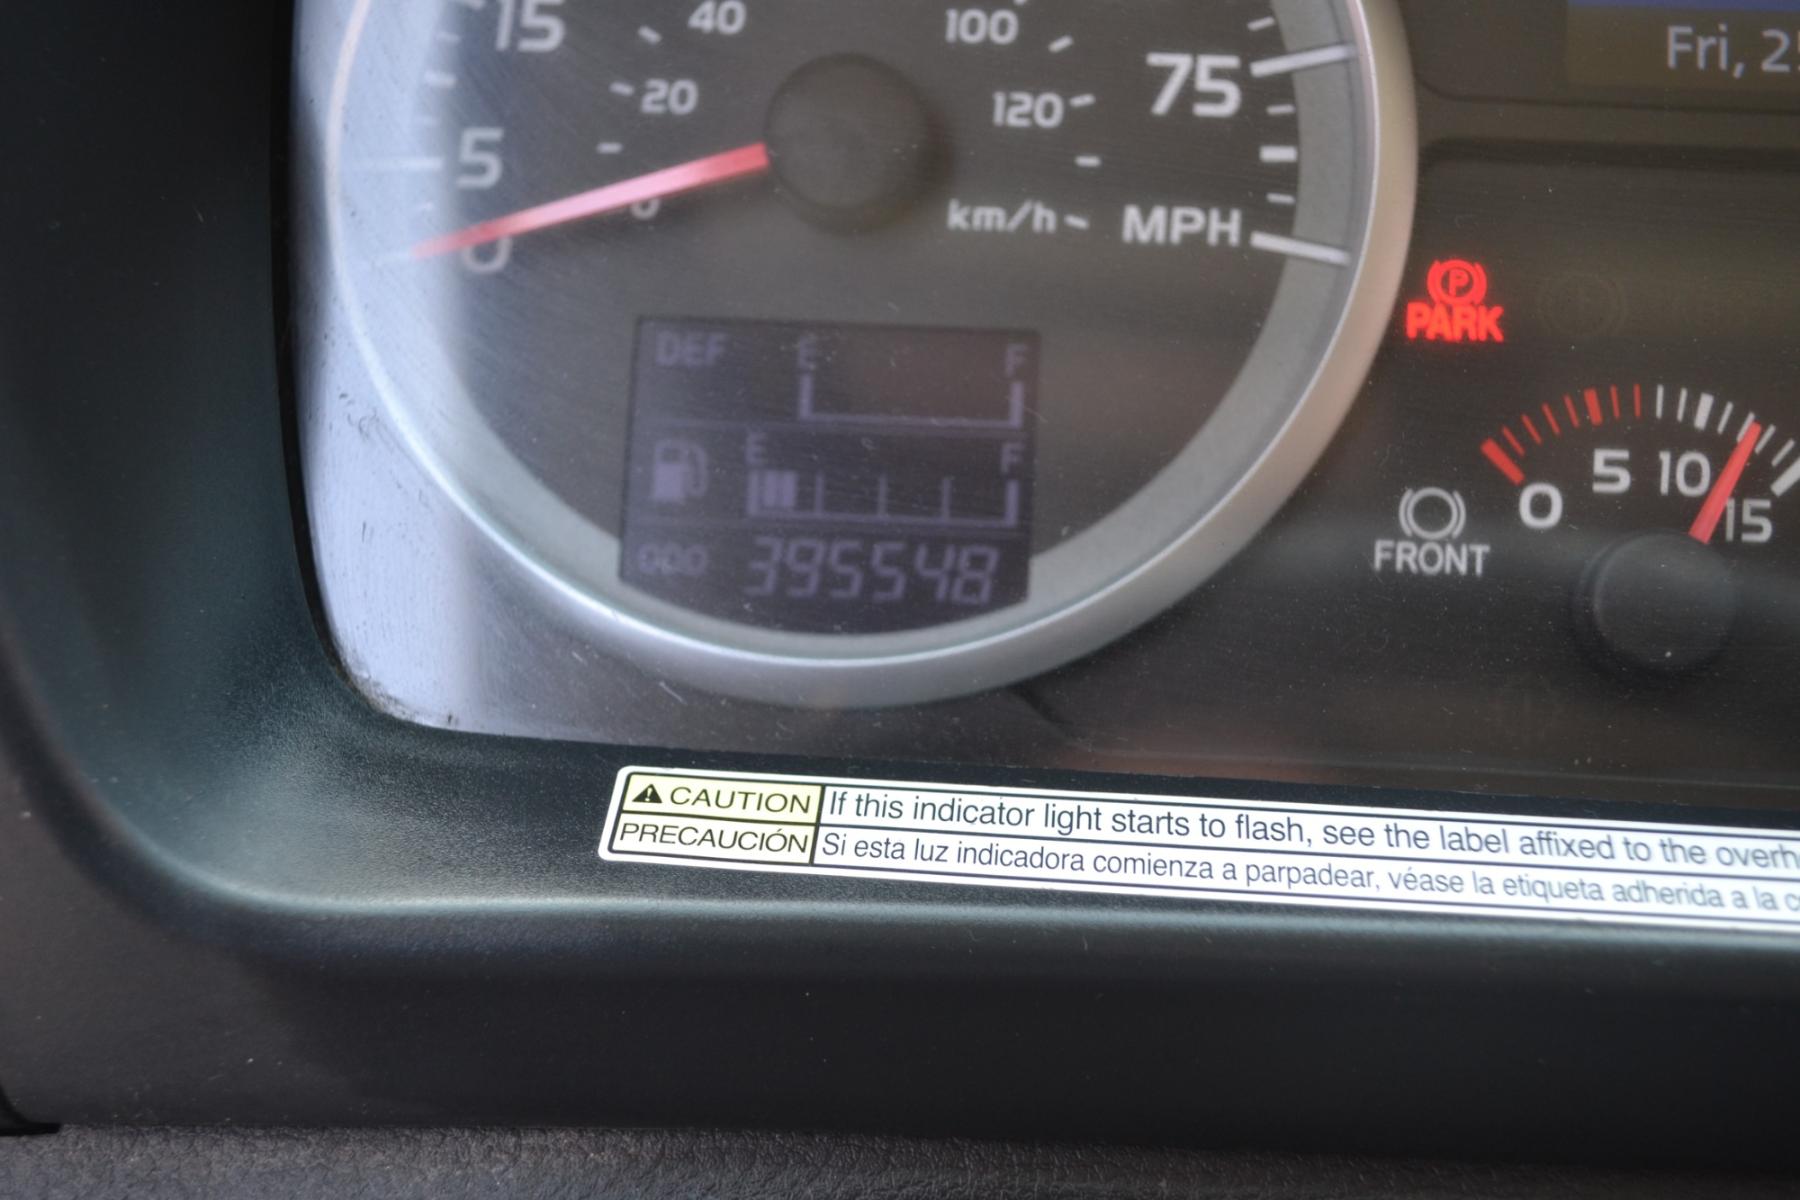 15 40 100 75 Fri, 25
20 120
5
0 0 km/h MPH
PARK
DEF E F
E F
ODO 395548
0 5 10 15
FRONT
CAUTION If this indicator light starts to flash, see the label affixed to the overh
PRECAUCIÓN Si esta luz indicadora comienza a parpadear, véase la etiqueta adherida a la c